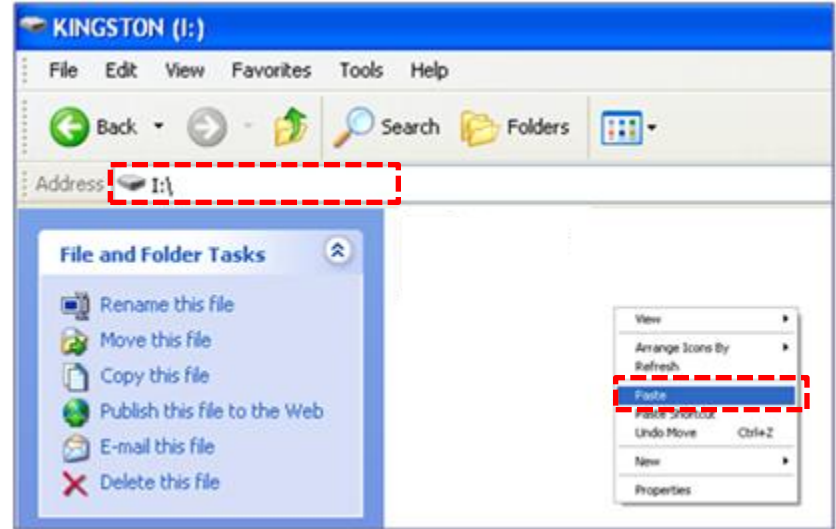 KINGSTON (I:)
File Edit View Favorites Tools Help
Back Search Folders
Address I:\
File and Folder Tasks
Rename this file
Move this file
Copy this file
Publish this file to the Web
E-mail this file
Delete this file
View
Arrange Icons By
Refresh
Paste
Paste Shortcut
Undo Move Ctrl+Z
New
Properties